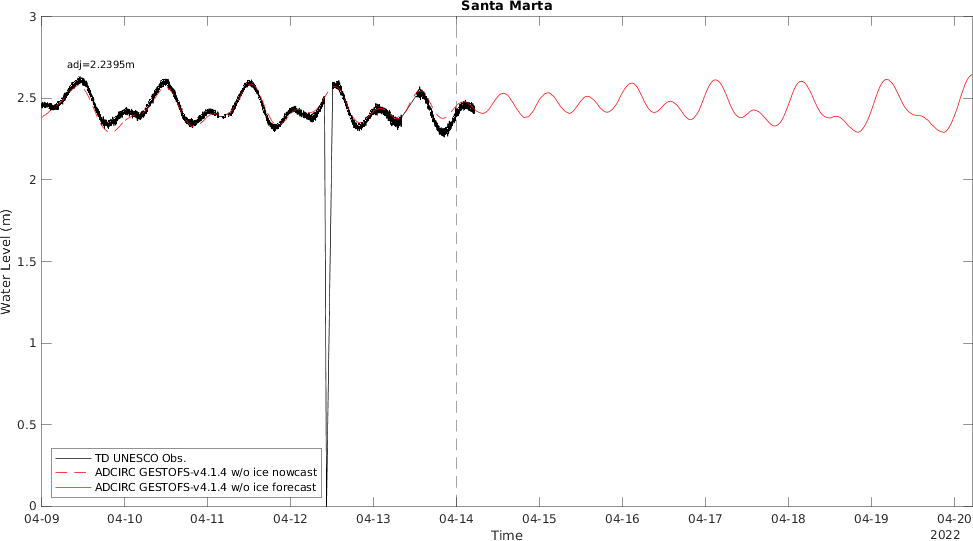 Santa Marta
3
adj=2.2395m
2.5
2
1.5
1
0.5
0
Water Level (m)
TD UNESCO Obs.
ADCIRC GESTOFS-v4.1.4 w/o ice nowcast
ADCIRC GESTOFS-v4.1.4 w/o ice forecast
04-09 04-10 04-11 04-12 04-13 04-14 04-15 04-16 04-17 04-18 04-19 04-20
Time
2022